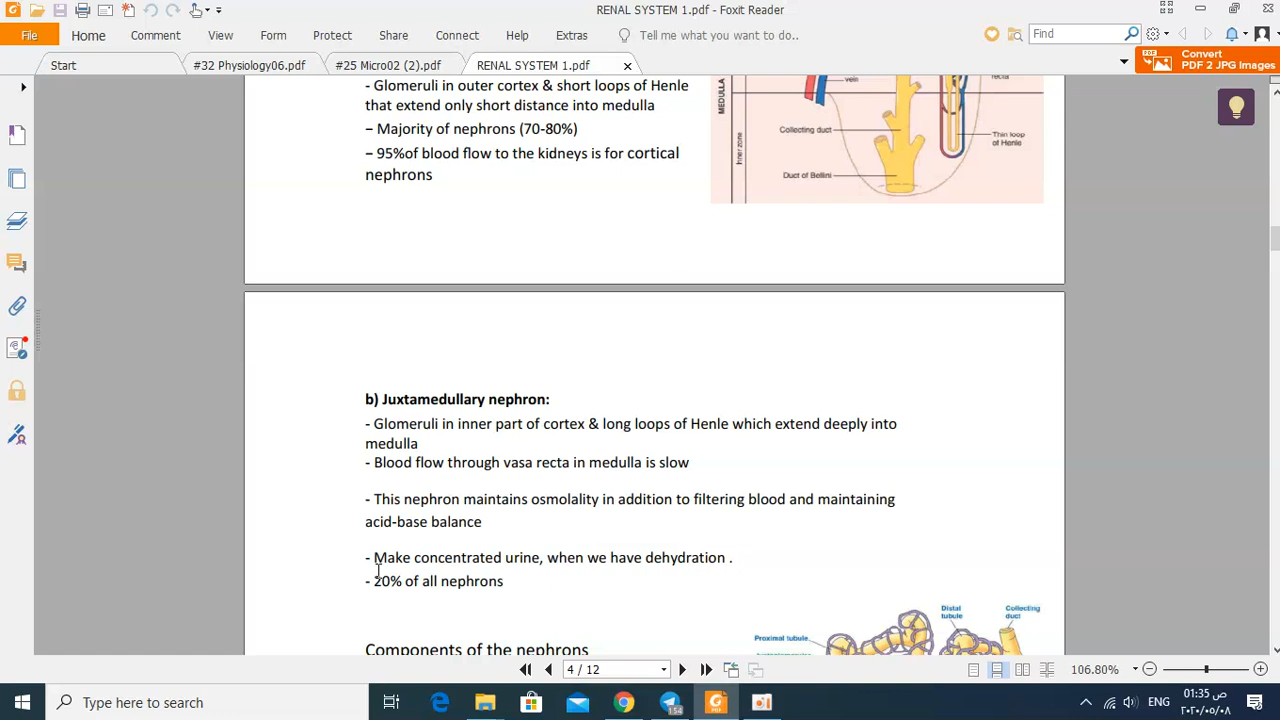 RENAL SYSTEM 1.pdf - Foxit Reader
File Home Comment View Form Protect Share Connect Help Extras Tell me what you want to do.. Find
Start #32 Physiology06.pdf #25 Micro02 (2).pdf RENAL SYSTEM 1.pdf
Convert
PDF 2 JPG Images
- Glomeruli in outer cortex & short loops of Henle
that extend only short distance into medulla
– Majority of nephrons (70-80%)
– 95%of blood flow to the kidneys is for cortical
nephrons
MEDULLA
Inner zone
vein
recta
Collecting duct
Thin loop
of Henle
Duct of Bellini
b) Juxtamedullary nephron:
- Glomeruli in inner part of cortex & long loops of Henle which extend deeply into
medulla
- Blood flow through vasa recta in medulla is slow
- This nephron maintains osmolality in addition to filtering blood and maintaining
acid-base balance
- Make concentrated urine, when we have dehydration .
- 20% of all nephrons
Components of the nephrons
Proximal tubule
Distal
tubule
Collecting
duct
4 / 12
106.80%
Type here to search
154
ENG
01:35 ص
٢٠٢٠/٠٥/٠٨